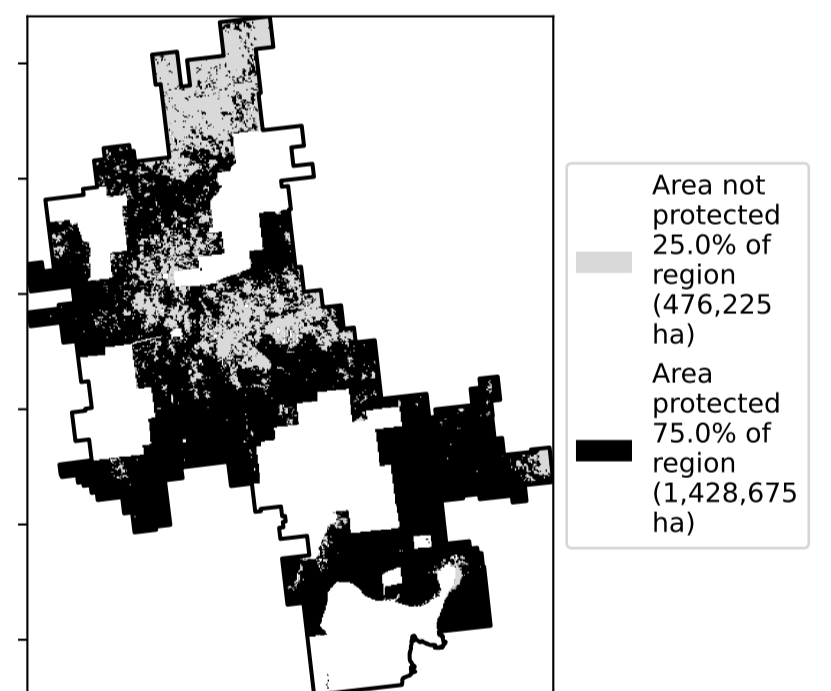 Area not
protected
25.0% of
region
(476,225
ha)
Area
protected
75.0% of
region
(1,428,675
ha)